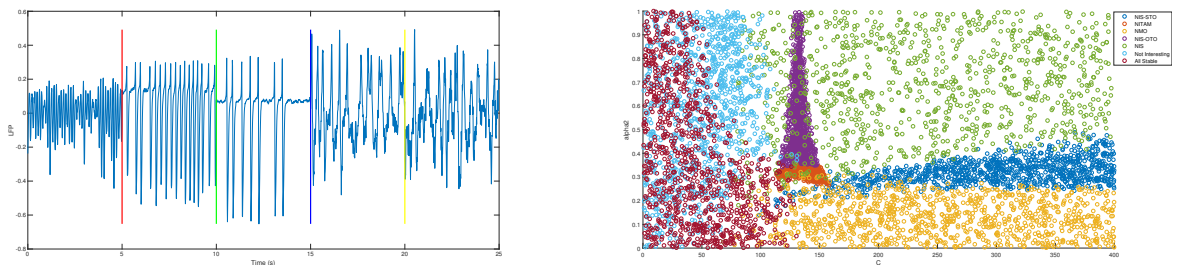 0.6
0.4
0.2
0
-0.2
-0.4
-0.6
-0.8
LFP
0 5 10 15 20 25
Time (s)
1
0.9
0.8
0.7
0.6
0.5
0.4
0.3
0.2
0.1
0
alpha2
0 50 100 150 200 250 300 350 400
C
NIS-STO
NITAM
NMO
NIS-OTO
NIS
Not Interesting
All Stable